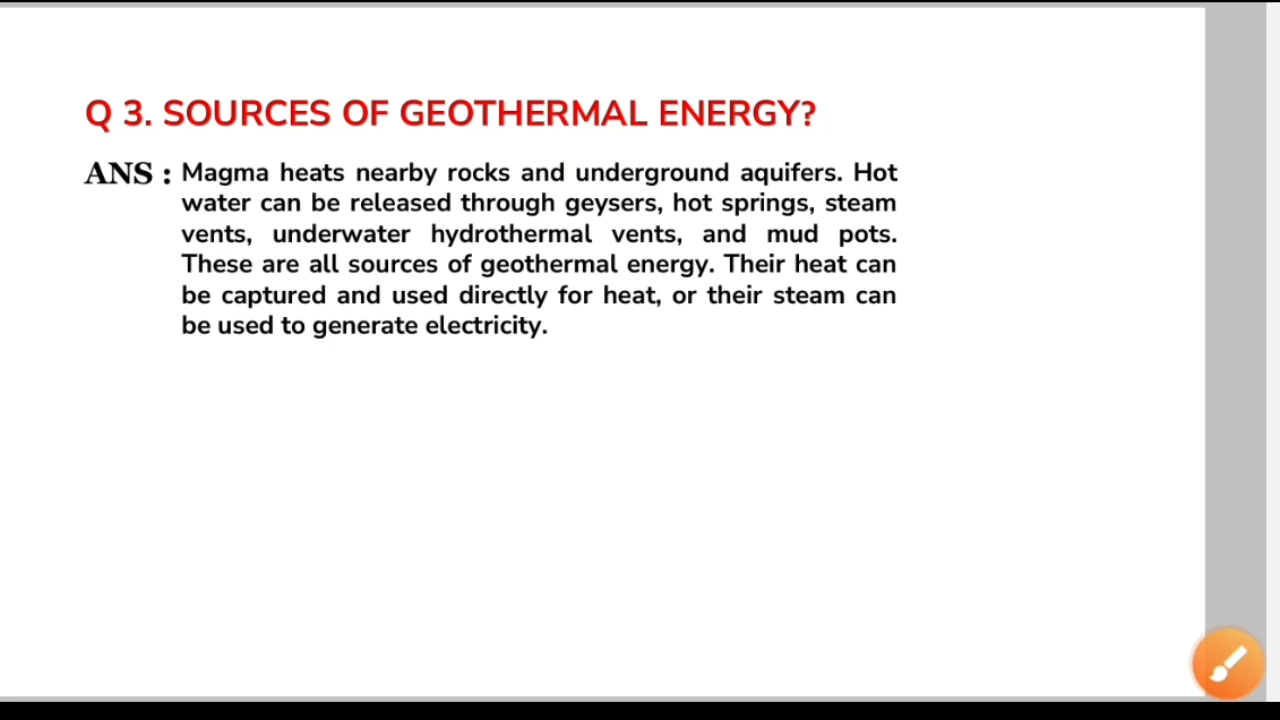 Q 3. SOURCES OF GEOTHERMAL ENERGY?
ANS : Magma heats nearby rocks and underground aquifers. Hot
water can be released through geysers, hot springs, steam
vents, underwater hydrothermal vents, and mud pots.
These are all sources of geothermal energy. Their heat can
be captured and used directly for heat, or their steam can
be used to generate electricity.